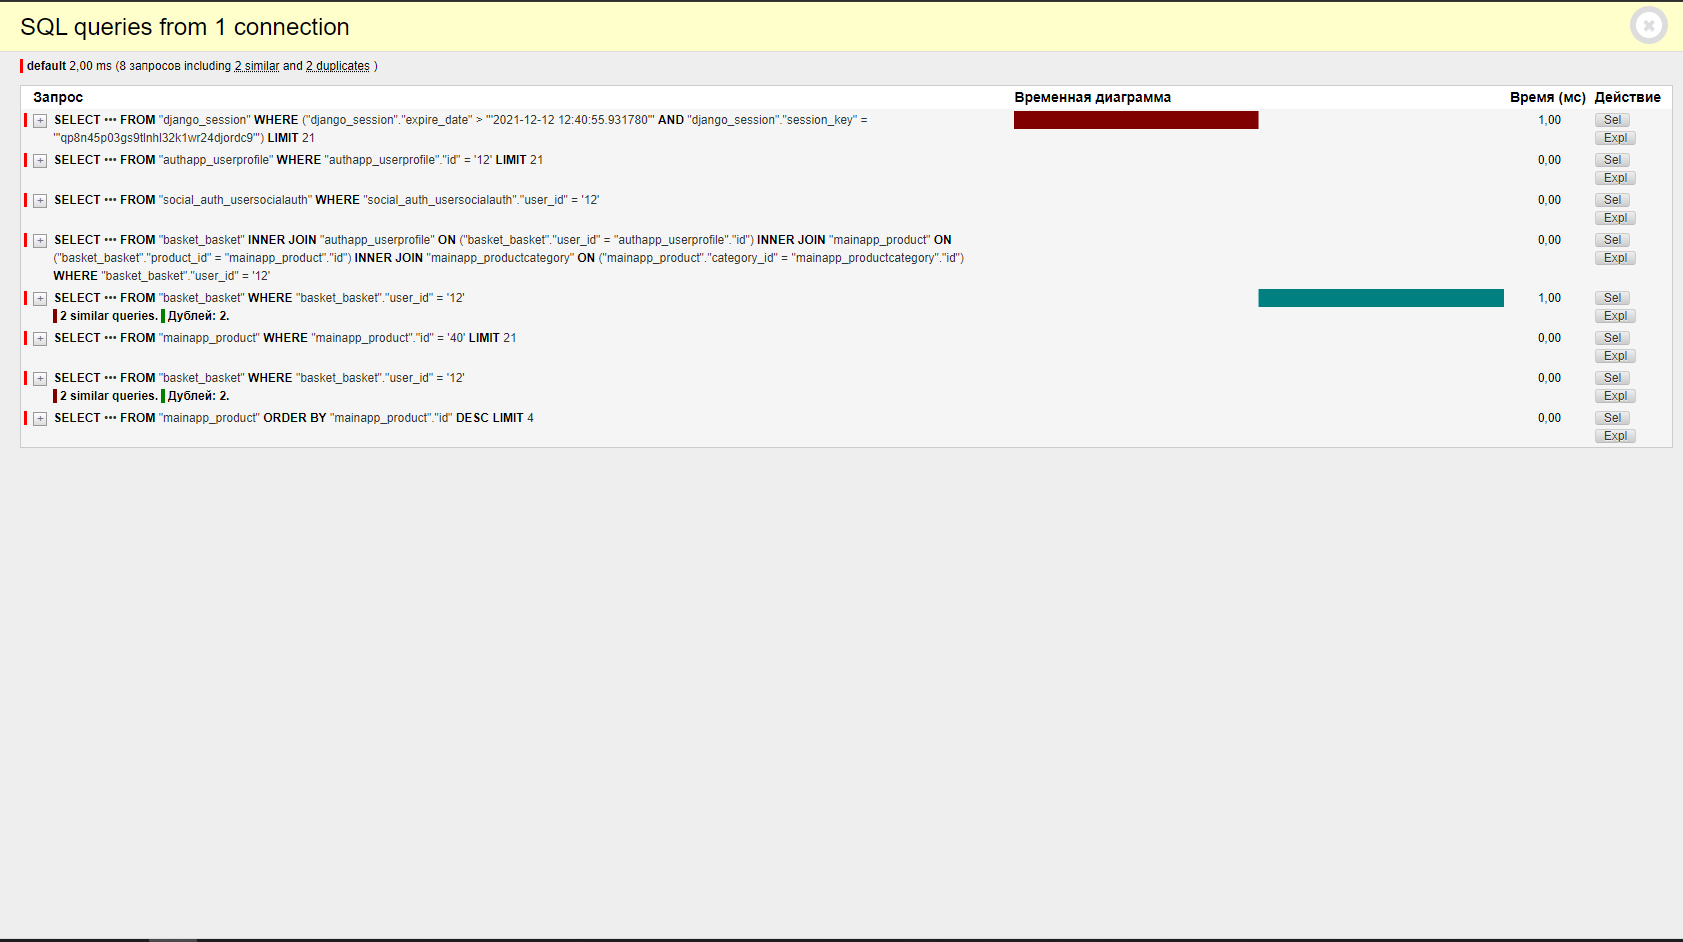 SQL queries from 1 connection
default 2,00 ms (8 запросов including 2 similar and 2 duplicates )
Запрос Временная диаграмма Время (мс) Действие
+ SELECT ••• FROM "django_session" WHERE ("django_session"."expire_date" > '''2021-12-12 12:40:55.931780''' AND "django_session"."session_key" = 1,00 Sel
'''qp8n45p03gs9tlnhl32k1wr24djordc9''') LIMIT 21 Expl
+ SELECT ••• FROM "authapp_userprofile" WHERE "authapp_userprofile"."id" = '12' LIMIT 21 0,00 Sel
Expl
+ SELECT ••• FROM "social_auth_usersocialauth" WHERE "social_auth_usersocialauth"."user_id" = '12' 0,00 Sel
Expl
+ SELECT ••• FROM "basket_basket" INNER JOIN "authapp_userprofile" ON ("basket_basket"."user_id" = "authapp_userprofile"."id") INNER JOIN "mainapp_product" ON 0,00 Sel
("basket_basket"."product_id" = "mainapp_product"."id") INNER JOIN "mainapp_productcategory" ON ("mainapp_product"."category_id" = "mainapp_productcategory"."id") Expl
WHERE "basket_basket"."user_id" = '12'
+ SELECT ••• FROM "basket_basket" WHERE "basket_basket"."user_id" = '12' 1,00 Sel
2 similar queries. Дублей: 2. Expl
+ SELECT ••• FROM "mainapp_product" WHERE "mainapp_product"."id" = '40' LIMIT 21 0,00 Sel
Expl
+ SELECT ••• FROM "basket_basket" WHERE "basket_basket"."user_id" = '12' 0,00 Sel
2 similar queries. Дублей: 2. Expl
+ SELECT ••• FROM "mainapp_product" ORDER BY "mainapp_product"."id" DESC LIMIT 4 0,00 Sel
Expl